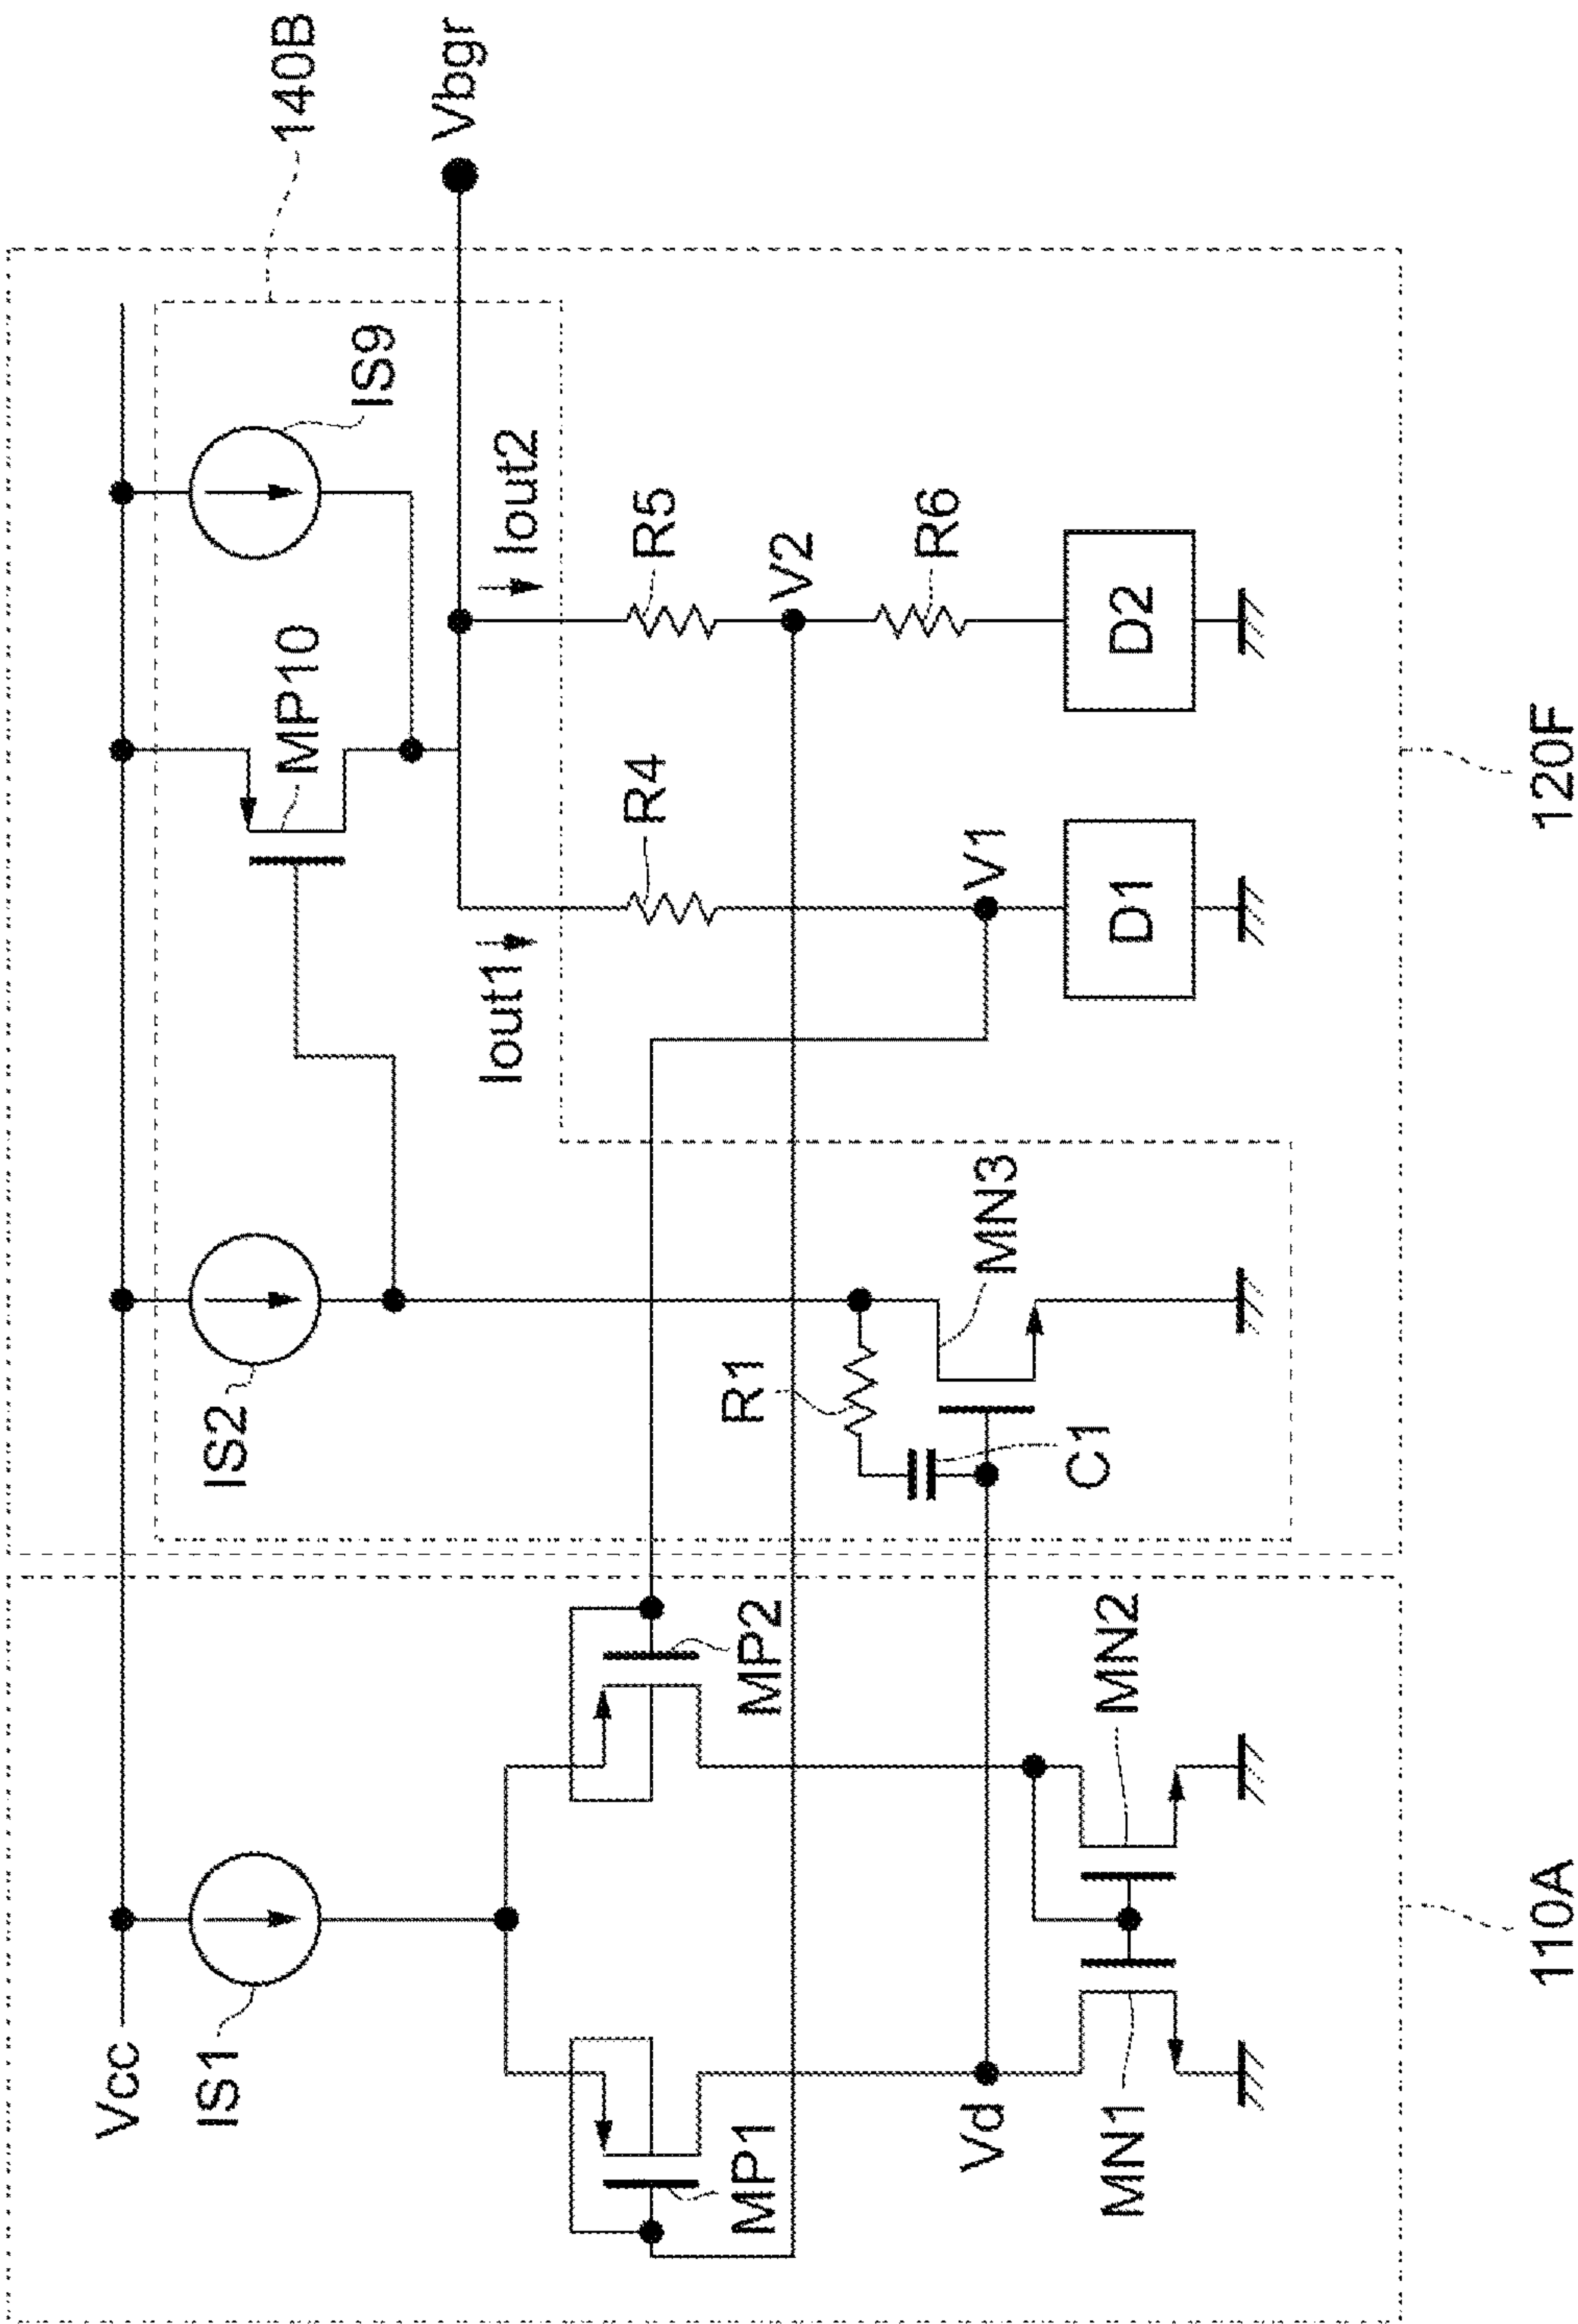 140B
Vbgr
Vcc
IS1
IS2
MP10
IS9
Iout1
Iout2
R4
R5
MP1
MP2
R1
V2
R6
Vd
C1
MN3
V1
D1
D2
MN1
MN2
110A
120F